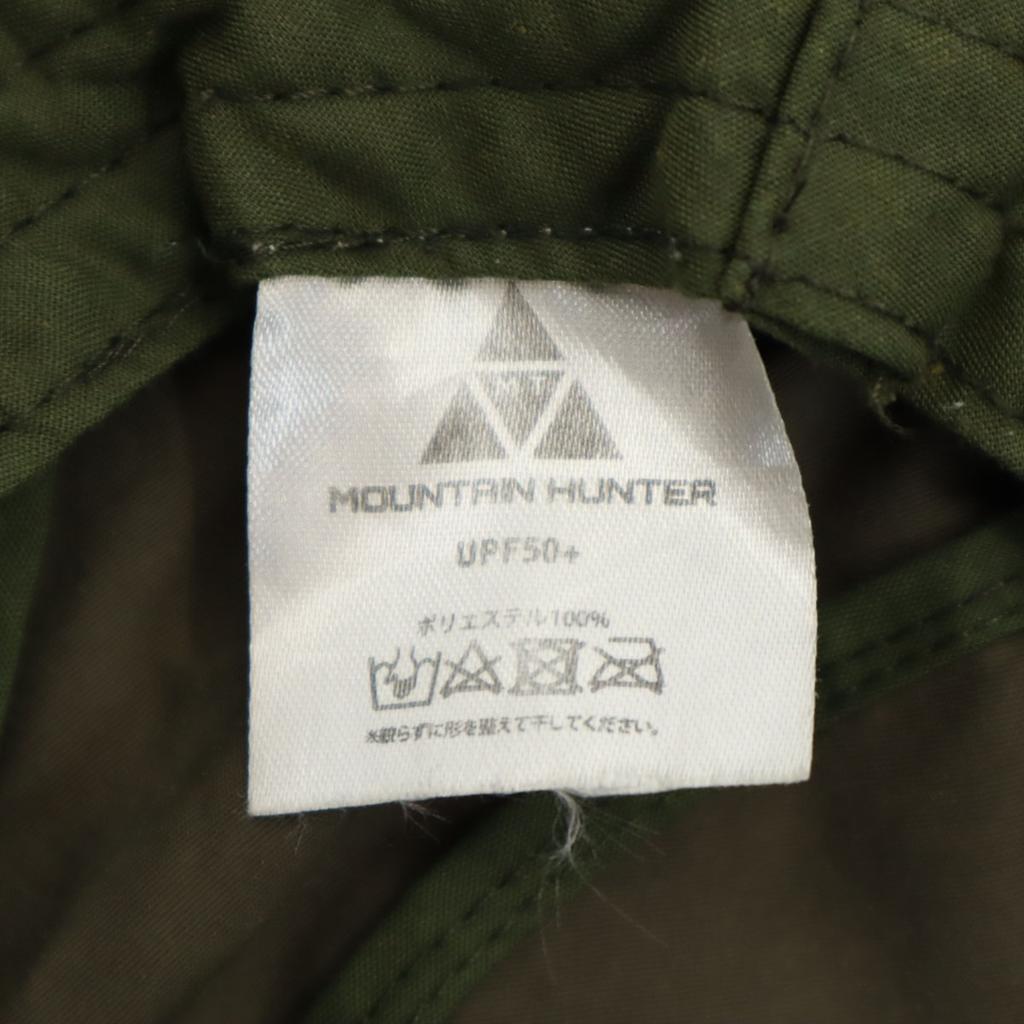 MT
MOUNTAIN HUNTER
UPF50+
ポリエステル100%
※絞らずに形を整えて干してください。